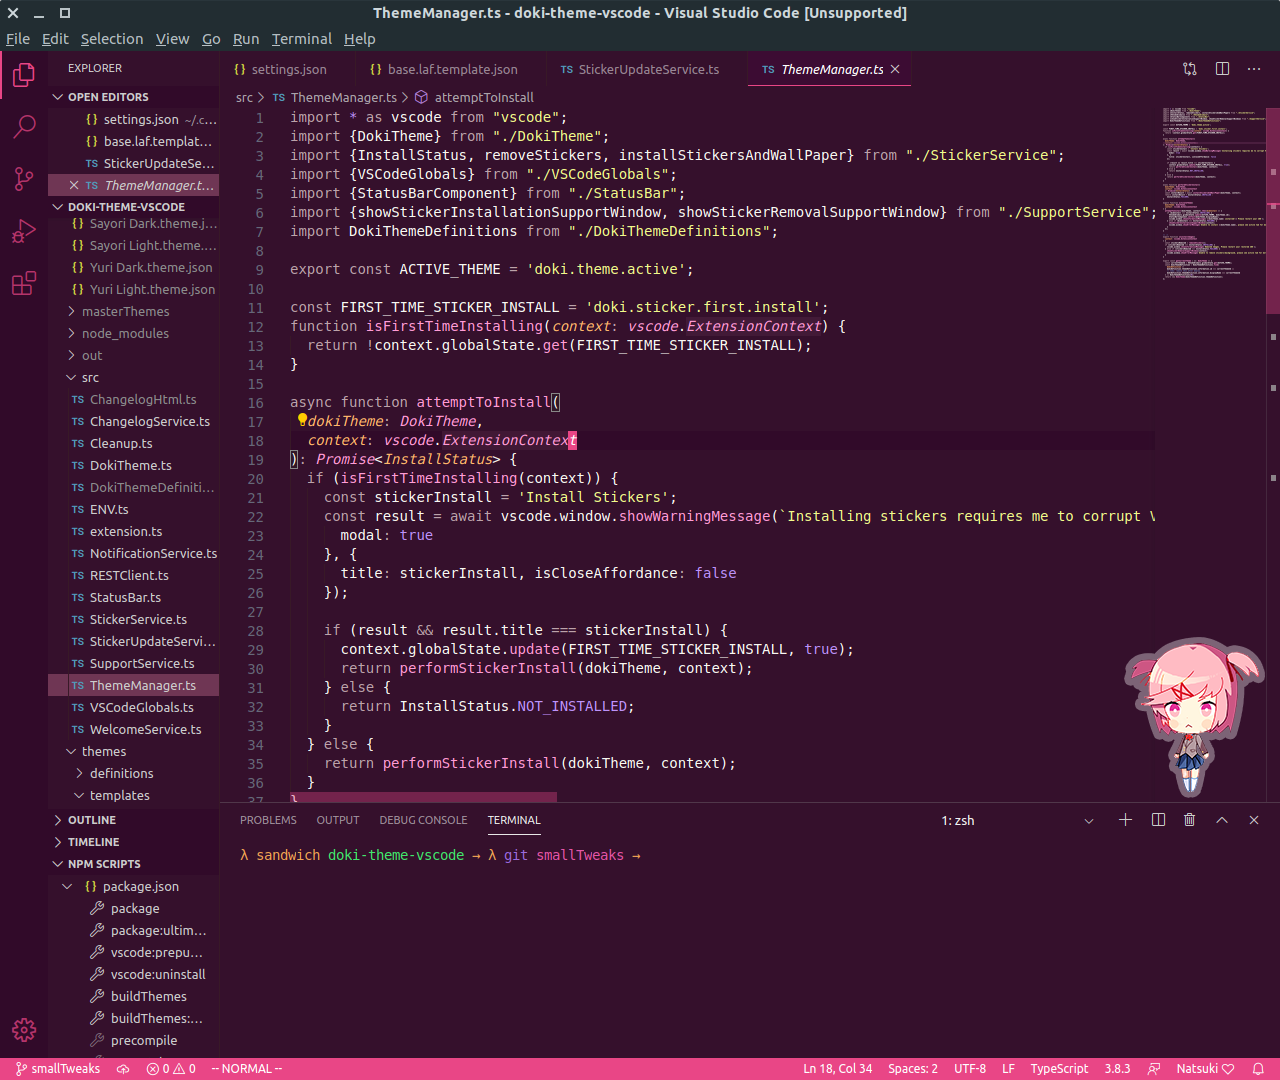 ThemeManager.ts - doki-theme-vscode - Visual Studio Code [Unsupported]
File Edit Selection View Go Run Terminal Help
EXPLORER
OPEN EDITORS
{} settings.json ~/.c...
{} base.laf.templat...
TS StickerUpdateSe...
TS ThemeManager.t...
DOKI-THEME-VSCODE
{} Sayori Dark.theme.j...
{} Sayori Light.theme....
{} Yuri Dark.theme.json
{} Yuri Light.theme.json
masterThemes
node_modules
out
src
TS ChangelogHtml.ts
TS ChangelogService.ts
TS Cleanup.ts
TS DokiTheme.ts
TS DokiThemeDefiniti...
TS ENV.ts
TS extension.ts
TS NotificationService.ts
TS RESTClient.ts
TS StatusBar.ts
TS StickerService.ts
TS StickerUpdateServi...
TS SupportService.ts
TS ThemeManager.ts
TS VSCodeGlobals.ts
TS WelcomeService.ts
themes
definitions
templates
OUTLINE
TIMELINE
NPM SCRIPTS
{} package.json
package
package:ultim...
vscode:prepu...
vscode:uninstall
buildThemes
buildThemes:...
precompile
{} settings.json {} base.laf.template.json TS StickerUpdateService.ts TS ThemeManager.ts
src > TS ThemeManager.ts > attemptToInstall
1 import * as vscode from "vscode";
2 import {DokiTheme} from "./DokiTheme";
3 import {InstallStatus, removeStickers, installStickersAndWallPaper} from "./StickerService";
4 import {VSCodeGlobals} from "./VSCodeGlobals";
5 import {StatusBarComponent} from "./StatusBar";
6 import {showStickerInstallationSupportWindow, showStickerRemovalSupportWindow} from "./SupportService";
7 import DokiThemeDefinitions from "./DokiThemeDefinitions";
8
9 export const ACTIVE_THEME = 'doki.theme.active';
10
11 const FIRST_TIME_STICKER_INSTALL = 'doki.sticker.first.install';
12 function isFirstTimeInstalling(context: vscode.ExtensionContext) {
13 return !context.globalState.get(FIRST_TIME_STICKER_INSTALL);
14 }
15
16 async function attemptToInstall(
17 dokiTheme: DokiTheme,
18 context: vscode.ExtensionContext
19 ): Promise<InstallStatus> {
20 if (isFirstTimeInstalling(context)) {
21 const stickerInstall = 'Install Stickers';
22 const result = await vscode.window.showWarningMessage(`Installing stickers requires me to corrupt V
23 modal: true
24 }, {
25 title: stickerInstall, isCloseAffordance: false
26 });
27
28 if (result && result.title === stickerInstall) {
29 context.globalState.update(FIRST_TIME_STICKER_INSTALL, true);
30 return performStickerInstall(dokiTheme, context);
31 } else {
32 return InstallStatus.NOT_INSTALLED;
33 }
34 } else {
35 return performStickerInstall(dokiTheme, context);
36 }
37 }
PROBLEMS OUTPUT DEBUG CONSOLE TERMINAL 1: zsh
λ sandwich doki-theme-vscode → λ git smallTweaks →
smallTweaks 0 0 -- NORMAL -- Ln 18, Col 34 Spaces: 2 UTF-8 LF TypeScript 3.8.3 Natsuki ♡